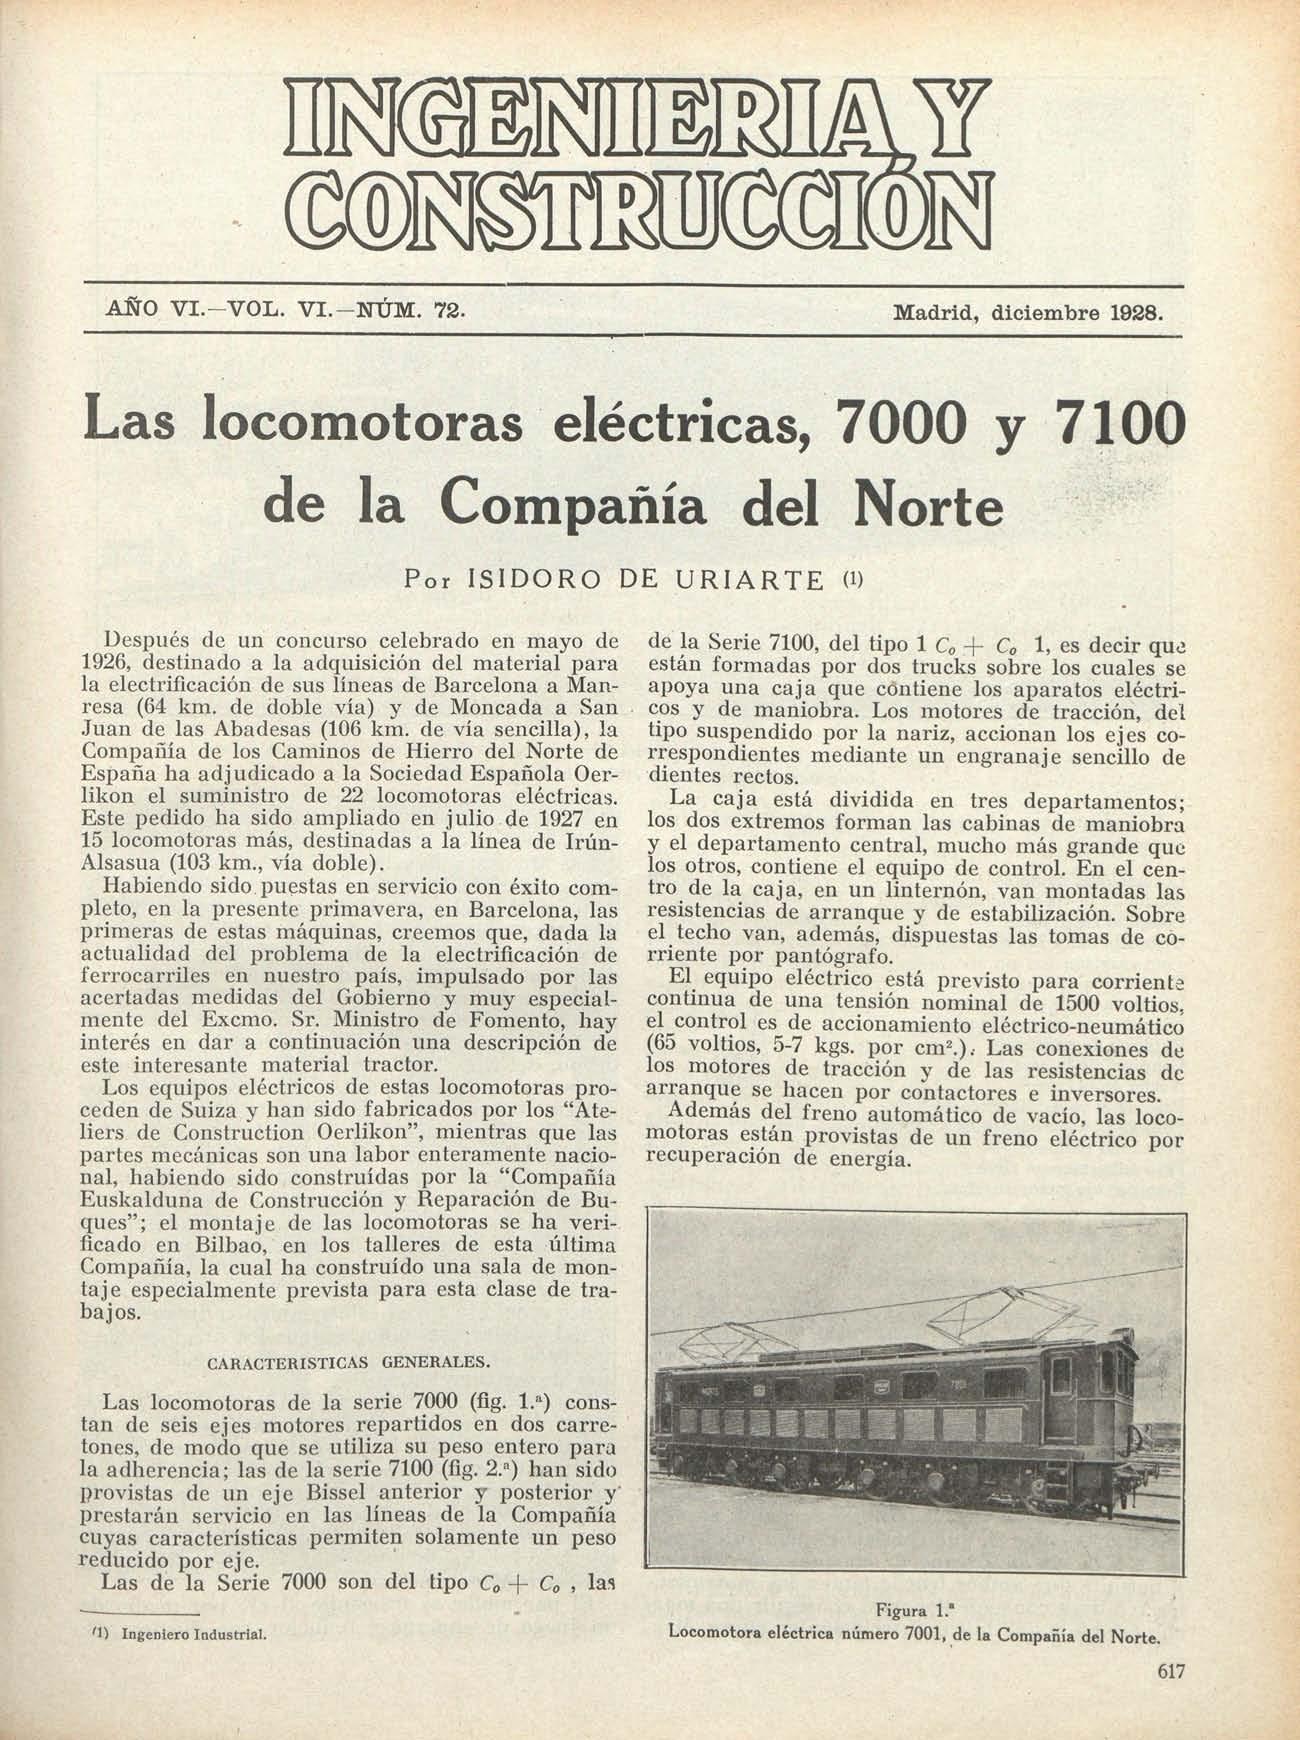 INGENIERIA Y
CONSTRUCCIÓN
AÑO VI.—VOL. VI.—NÚM. 72.
Madrid, diciembre 1928.
Las locomotoras eléctricas, 7000 y 7100
de la Compañía del Norte
Por ISIDORO DE URIARTE (1)
Después de un concurso celebrado en mayo de
1926, destinado a la adquisición del material para
la electrificación de sus líneas de Barcelona a Man-
resa (64 km. de doble vía) y de Moncada a San
Juan de las Abadesas (106 km. de vía sencilla), la
Compañía de los Caminos de Hierro del Norte de
España ha adjudicado a la Sociedad Española Oer-
likon el suministro de 22 locomotoras eléctricas.
Este pedido ha sido ampliado en julio de 1927 en
15 locomotoras más, destinadas a la línea de Irún-
Alsasua (103 km., vía doble).
Habiendo sido puestas en servicio con éxito com-
pleto, en la presente primavera, en Barcelona, las
primeras de estas máquinas, creemos que, dada la
actualidad del problema de la electrificación de
ferrocarriles en nuestro país, impulsado por las
acertadas medidas del Gobierno y muy especial-
mente del Excmo. Sr. Ministro de Fomento, hay
interés en dar a continuación una descripción de
este interesante material tractor.
Los equipos eléctricos de estas locomotoras pro-
ceden de Suiza y han sido fabricados por los “Ate-
liers de Construction Oerlikon”, mientras que las
partes mecánicas son una labor enteramente nacio-
nal, habiendo sido construídas por la “Compañía
Euskalduna de Construcción y Reparación de Bu-
ques”; el montaje de las locomotoras se ha veri-
ficado en Bilbao, en los talleres de esta última
Compañía, la cual ha construído una sala de mon-
taje especialmente prevista para esta clase de tra-
bajos.
CARACTERISTICAS GENERALES.
Las locomotoras de la serie 7000 (fig. 1.ª) cons-
tan de seis ejes motores repartidos en dos carre-
tones, de modo que se utiliza su peso entero para
la adherencia; las de la serie 7100 (fig. 2.ª) han sido
provistas de un eje Bissel anterior y posterior y
prestarán servicio en las líneas de la Compañía
cuyas características permiten solamente un peso
reducido por eje.
Las de la Serie 7000 son del tipo C₀ + C₀ , las
(1) Ingeniero Industrial.
de la Serie 7100, del tipo 1 C₀ + C₀ 1, es decir que
están formadas por dos trucks sobre los cuales se
apoya una caja que contiene los aparatos eléctri-
cos y de maniobra. Los motores de tracción, del
tipo suspendido por la nariz, accionan los ejes co-
rrespondientes mediante un engranaje sencillo de
dientes rectos.
La caja está dividida en tres departamentos;
los dos extremos forman las cabinas de maniobra
y el departamento central, mucho más grande que
los otros, contiene el equipo de control. En el cen-
tro de la caja, en un linternón, van montadas las
resistencias de arranque y de estabilización. Sobre
el techo van, además, dispuestas las tomas de co-
rriente por pantógrafo.
El equipo eléctrico está previsto para corriente
continua de una tensión nominal de 1500 voltios,
el control es de accionamiento eléctrico-neumático
(65 voltios, 5-7 kgs. por cm².). Las conexiones de
los motores de tracción y de las resistencias de
arranque se hacen por contactores e inversores.
Además del freno automático de vacío, las loco-
motoras están provistas de un freno eléctrico por
recuperación de energía.
NORTE
7001
Figura 1.ª
Locomotora eléctrica número 7001, de la Compañía del Norte.
617